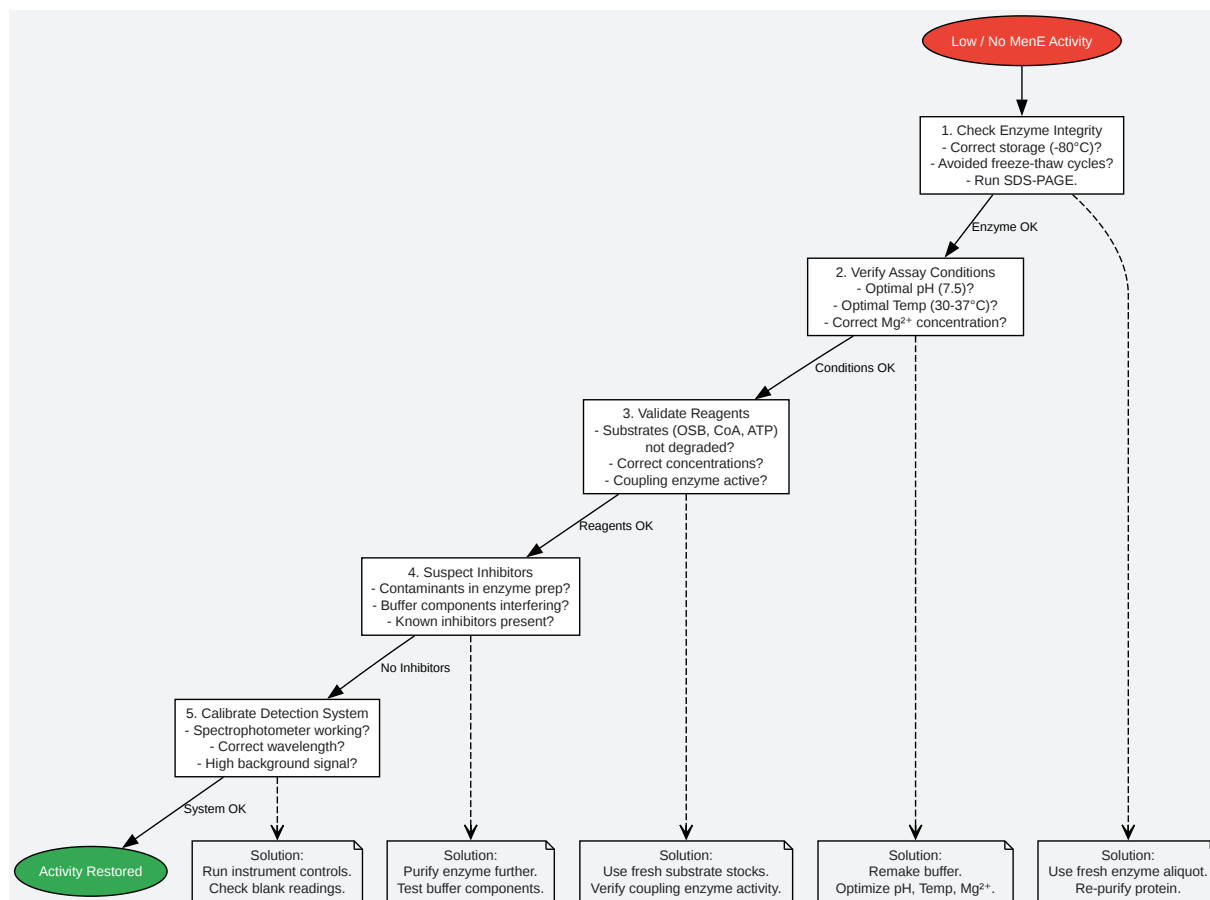 Low / No MenE Activity
1. Check Enzyme Integrity
- Correct storage (-80°C)?
- Avoided freeze-thaw cycles?
- Run SDS-PAGE.
Enzyme OK
2. Verify Assay Conditions
- Optimal pH (7.5)?
- Optimal Temp (30-37°C)?
- Correct Mg²⁺ concentration?
Conditions OK
3. Validate Reagents
- Substrates (OSB, CoA, ATP)
not degraded?
- Correct concentrations?
- Coupling enzyme active?
Reagents OK
4. Suspect Inhibitors
- Contaminants in enzyme prep?
- Buffer components interfering?
- Known inhibitors present?
No Inhibitors
5. Calibrate Detection System
- Spectrophotometer working?
- Correct wavelength?
- High background signal?
System OK
Activity Restored
Solution:
Run instrument controls.
Check blank readings.
Solution:
Purify enzyme further.
Test buffer components.
Solution:
Use fresh substrate stocks.
Verify coupling enzyme activity.
Solution:
Remake buffer.
Optimize pH, Temp, Mg²⁺.
Solution:
Use fresh enzyme aliquot.
Re-purify protein.